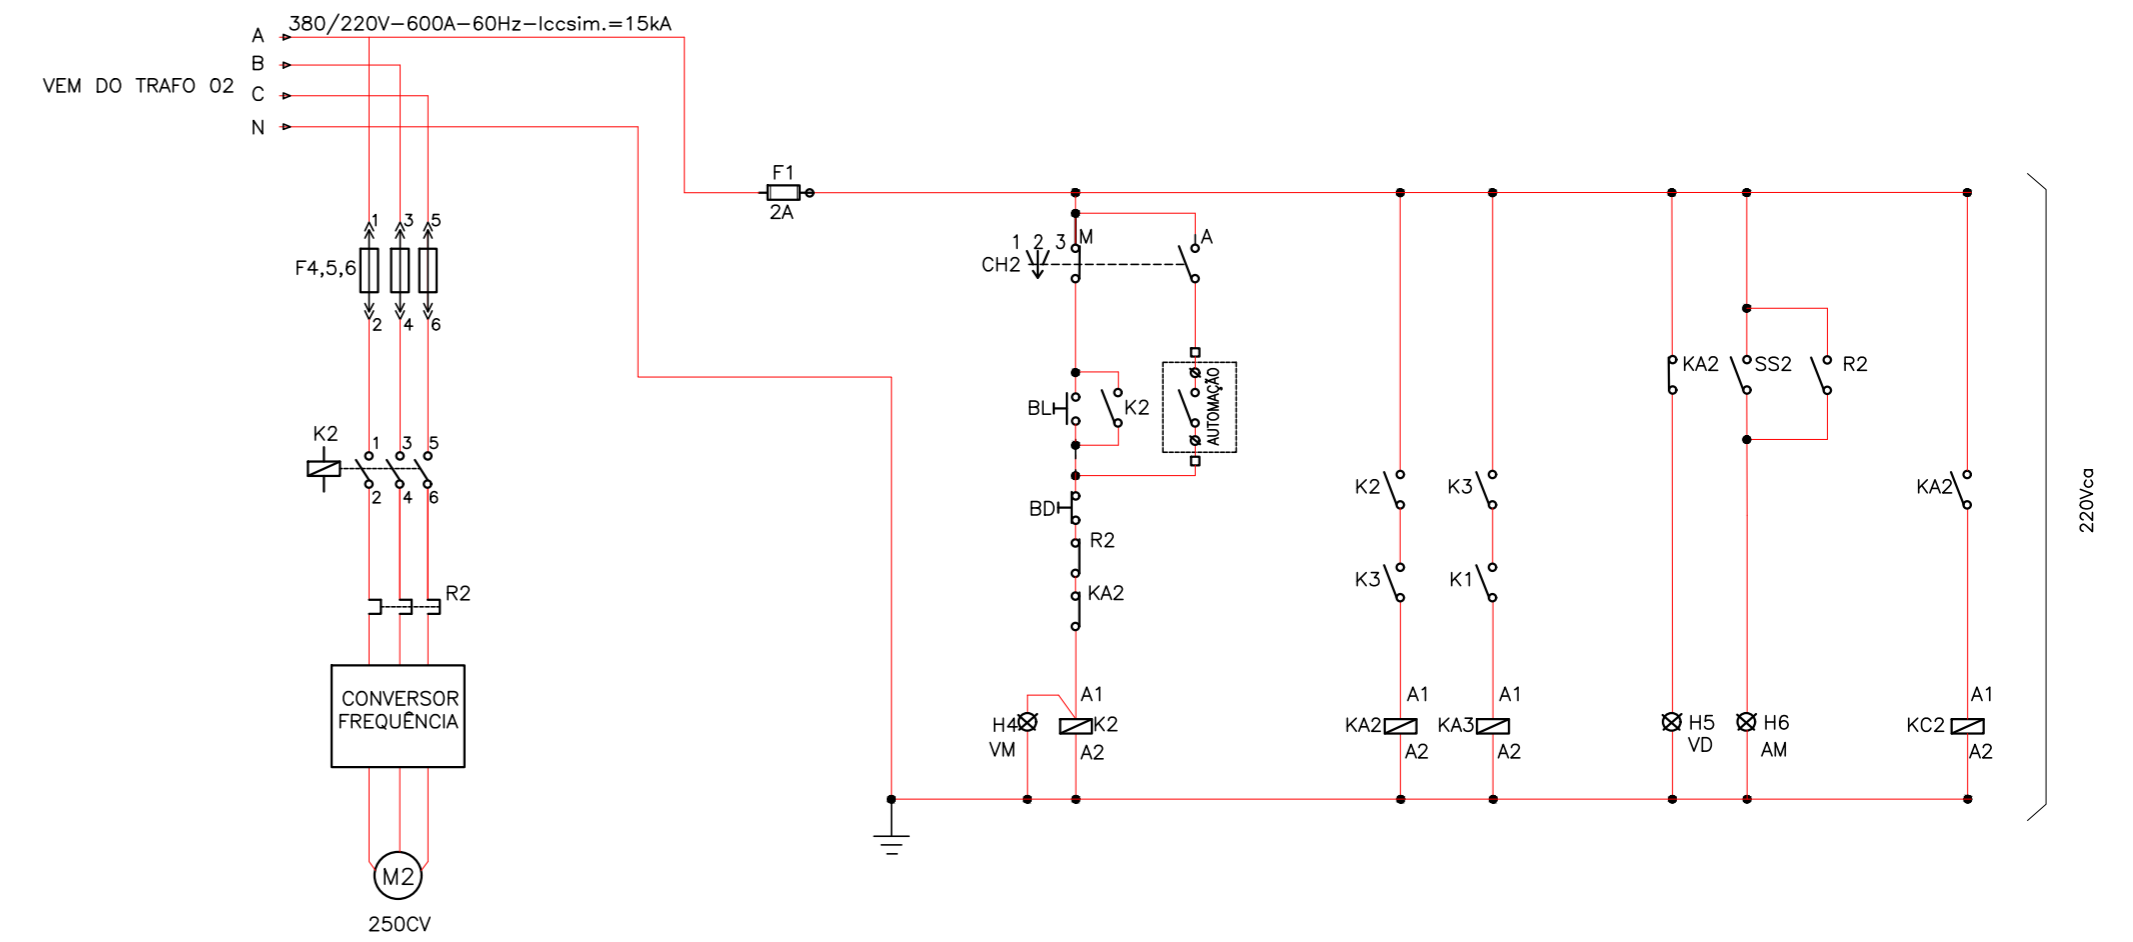 380/220V-600A-60Hz-Iccsim.=15kA
A
B
VEM DO TRAFO 02
C
N
F1
2A
1 3 5
F4,5,6
2 4 6
K2
1 3 5
2 4 6
R2
CONVERSOR
FREQUÊNCIA
M2
250CV
1 2 3 M
A
CH2
BL
K2
AUTOMAÇÃO
BD
R2
KA2
A1
H4
K2
VM
A2
K2
K3
A1
KA2
A2
K3
K1
A1
KA3
A2
KA2
H5
VD
SS2
R2
H6
AM
KA2
A1
KC2
A2
220Vca